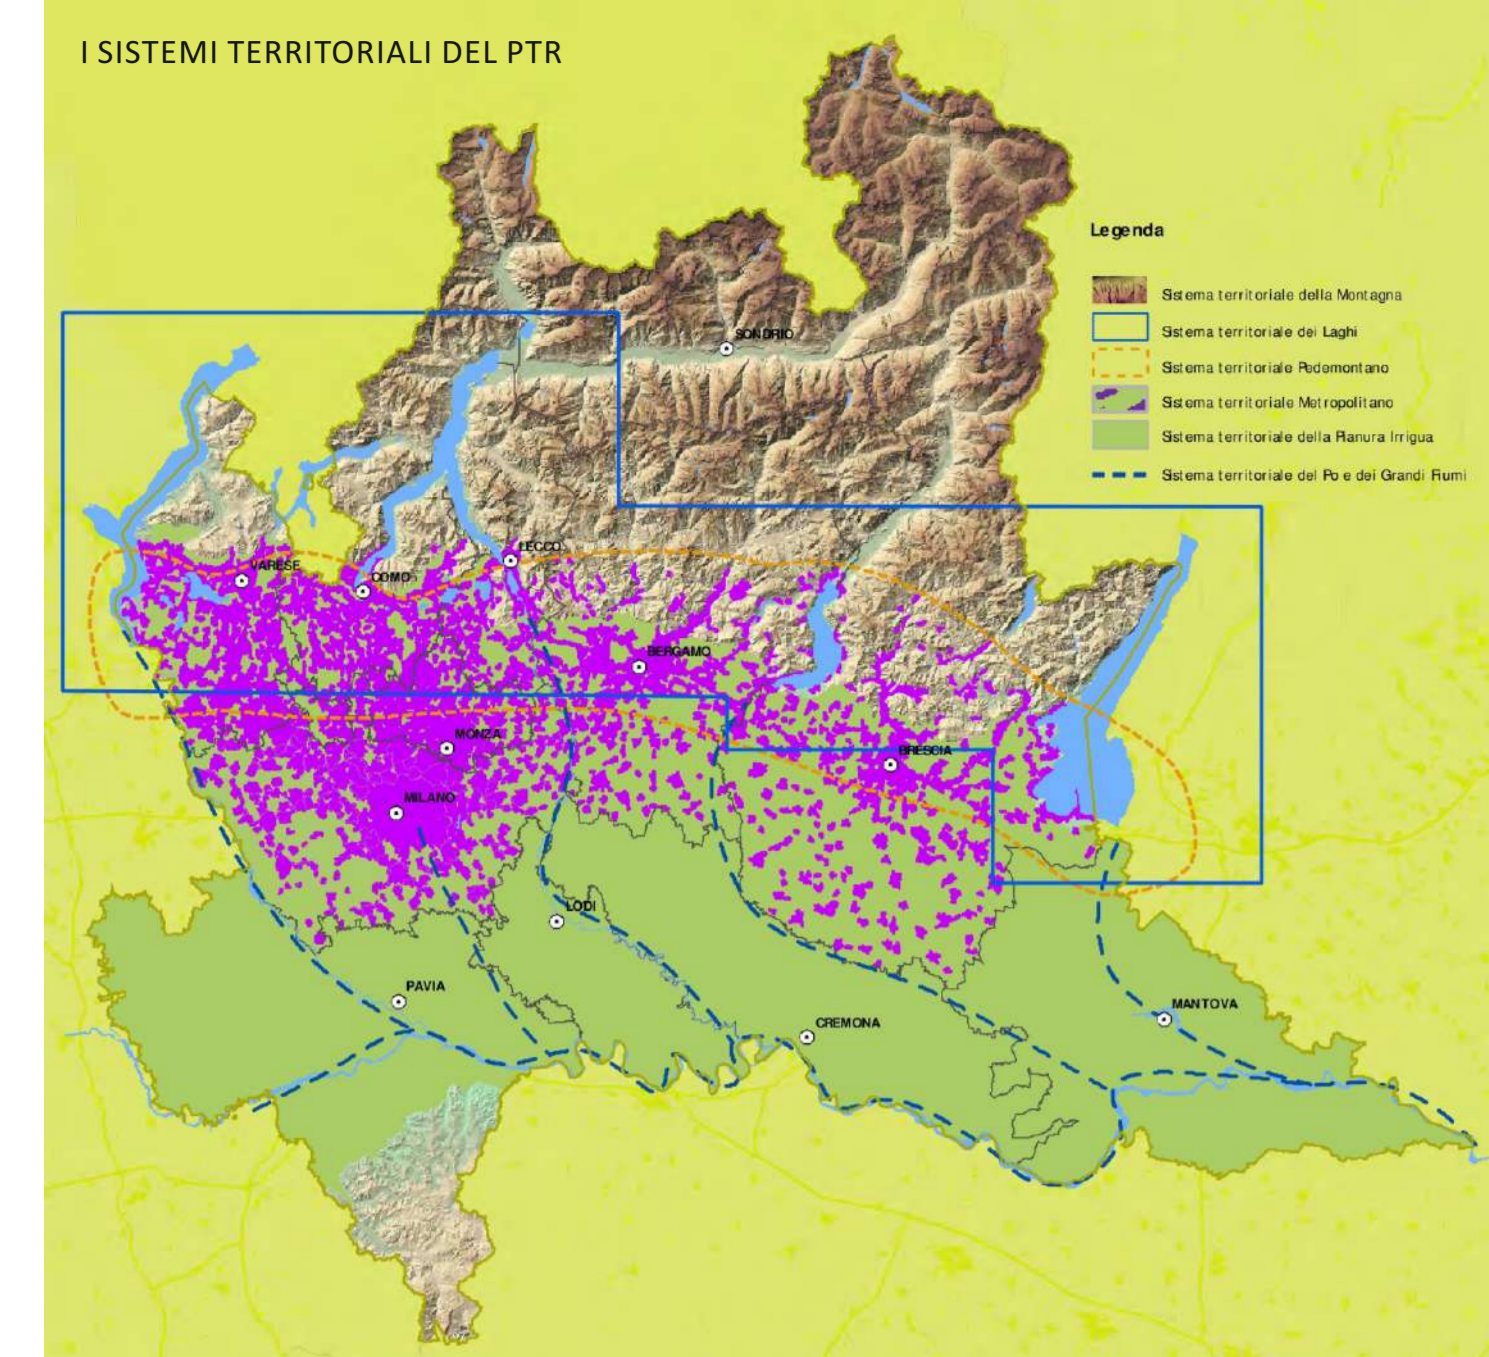 I SISTEMI TERRITORIALI DEL PTR
Legenda
Sistema territoriale della Montagna
Sistema territoriale dei Laghi
Sistema territoriale Pedemontano
Sistema territoriale Metropolitano
Sistema territoriale della Pianura Irrigua
Sistema territoriale del Po e dei Grandi Fiumi
SONDRIO
LECCO
VARESE
COMO
BERGAMO
MONZA
BRESCIA
MILANO
LODI
PAVIA
MANTOVA
CREMONA